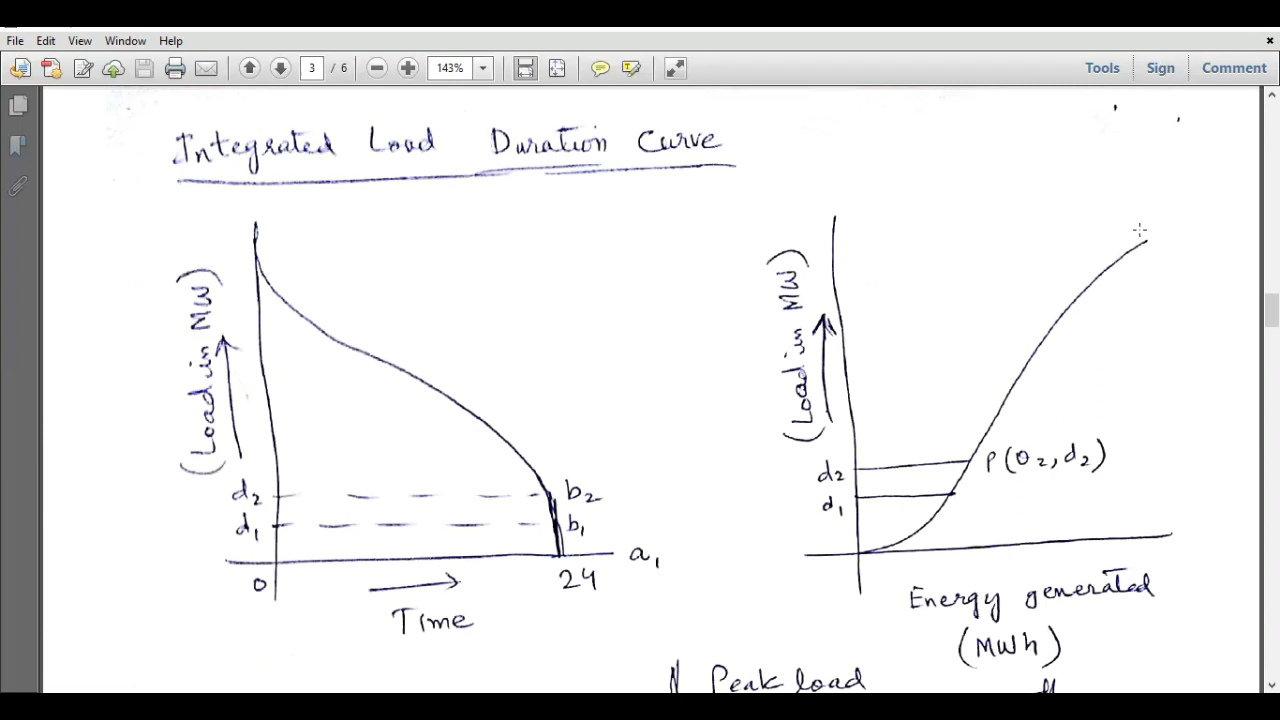 File Edit View Window Help
3 / 6 143% Tools Sign Comment
Integrated Load Duration Curve
(Load in MW)
d2
d1
b2
b1
a1
0
24
Time
(Load in MW)
d2
d1
P(θ2, d2)
Energy generated
(MWh)
Peak load